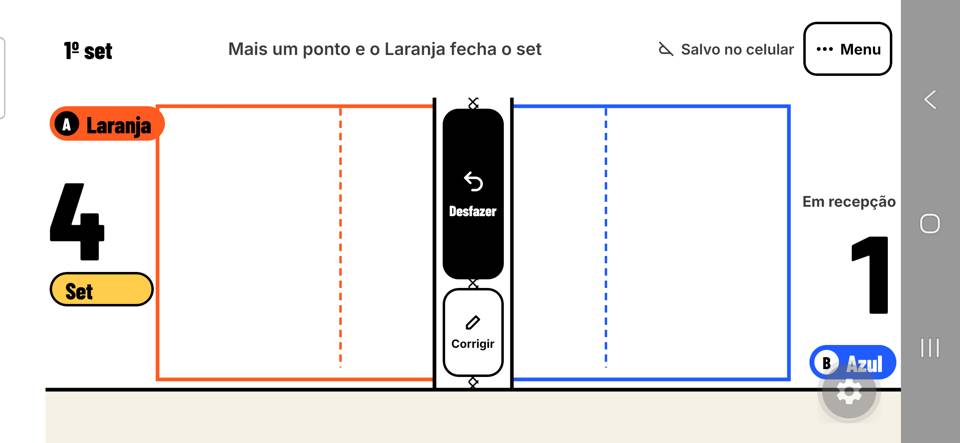 1º set
Mais um ponto e o Laranja fecha o set
Salvo no celular
Menu
A Laranja
4
Set
Desfazer
Corrigir
Em recepção
1
B Azul